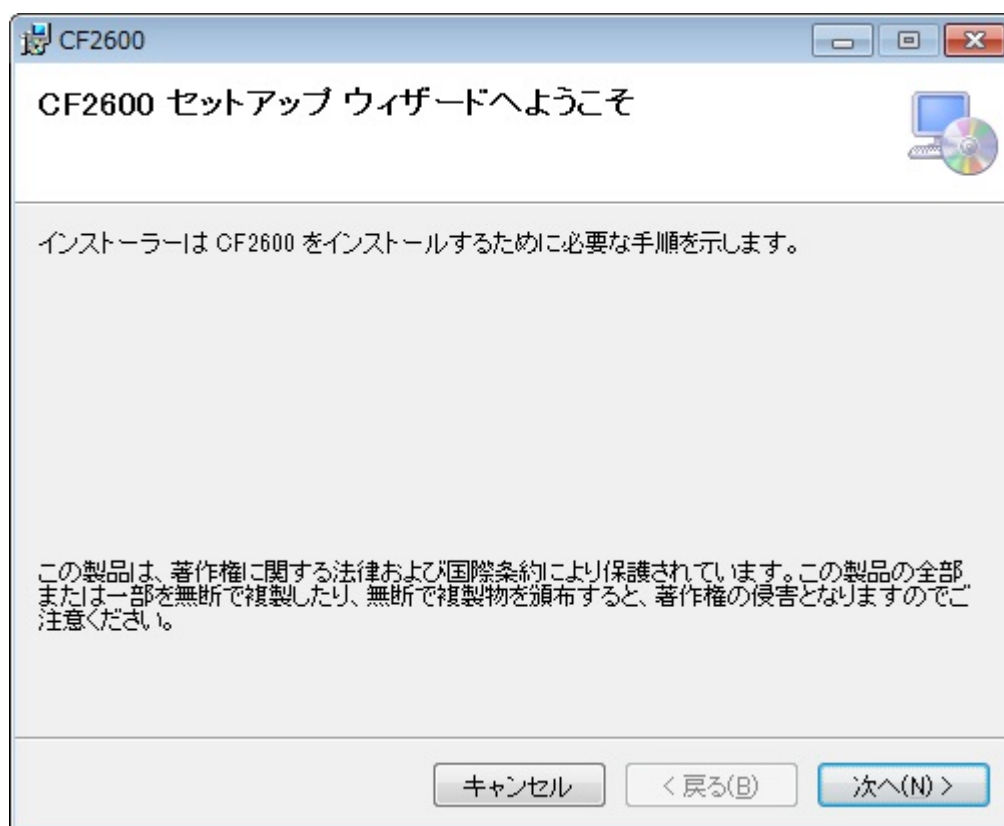 CF2600
CF2600 セットアップ ウィザードへようこそ
インストーラーは CF2600 をインストールするために必要な手順を示します。
この製品は、著作権に関する法律および国際条約により保護されています。この製品の全部
または一部を無断で複製したり、無断で複製物を頒布すると、著作権の侵害となりますのでご
注意ください。
キャンセル
< 戻る(B)
次へ(N) >